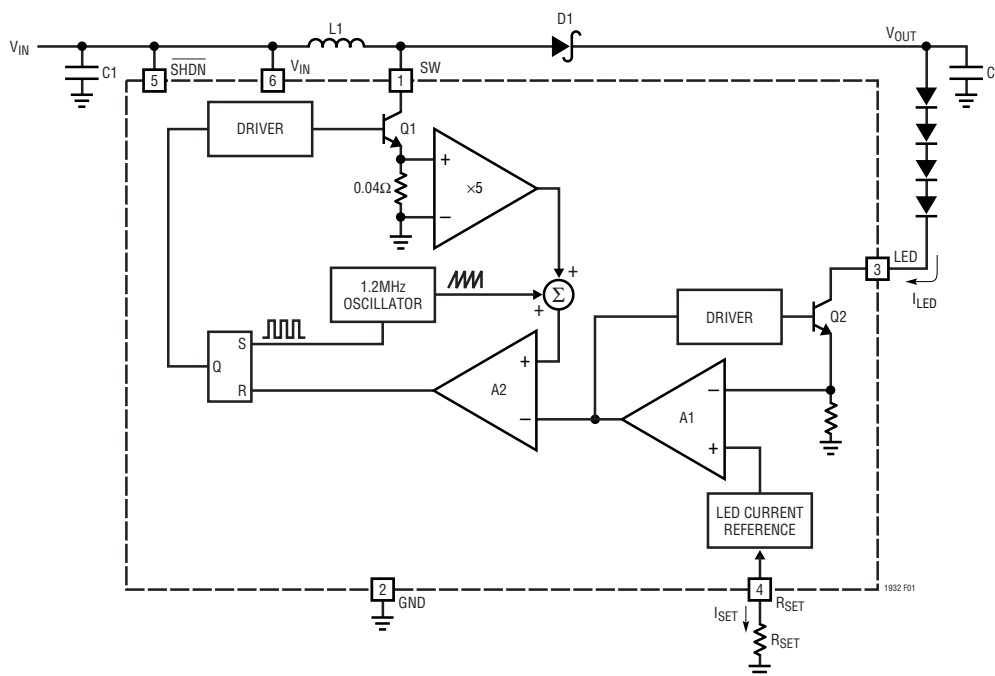 L1
D1
VIN
VOUT
C1
5
SHDN
6
VIN
1
SW
C
DRIVER
Q1
+
0.04Ω
×5
−
+
1.2MHz
OSCILLATOR
Σ
+
3
LED
ILED
DRIVER
Q2
S
Q
R
+
A2
−
−
A1
+
LED CURRENT
REFERENCE
2
GND
4
RSET
1932 F01
ISET
RSET